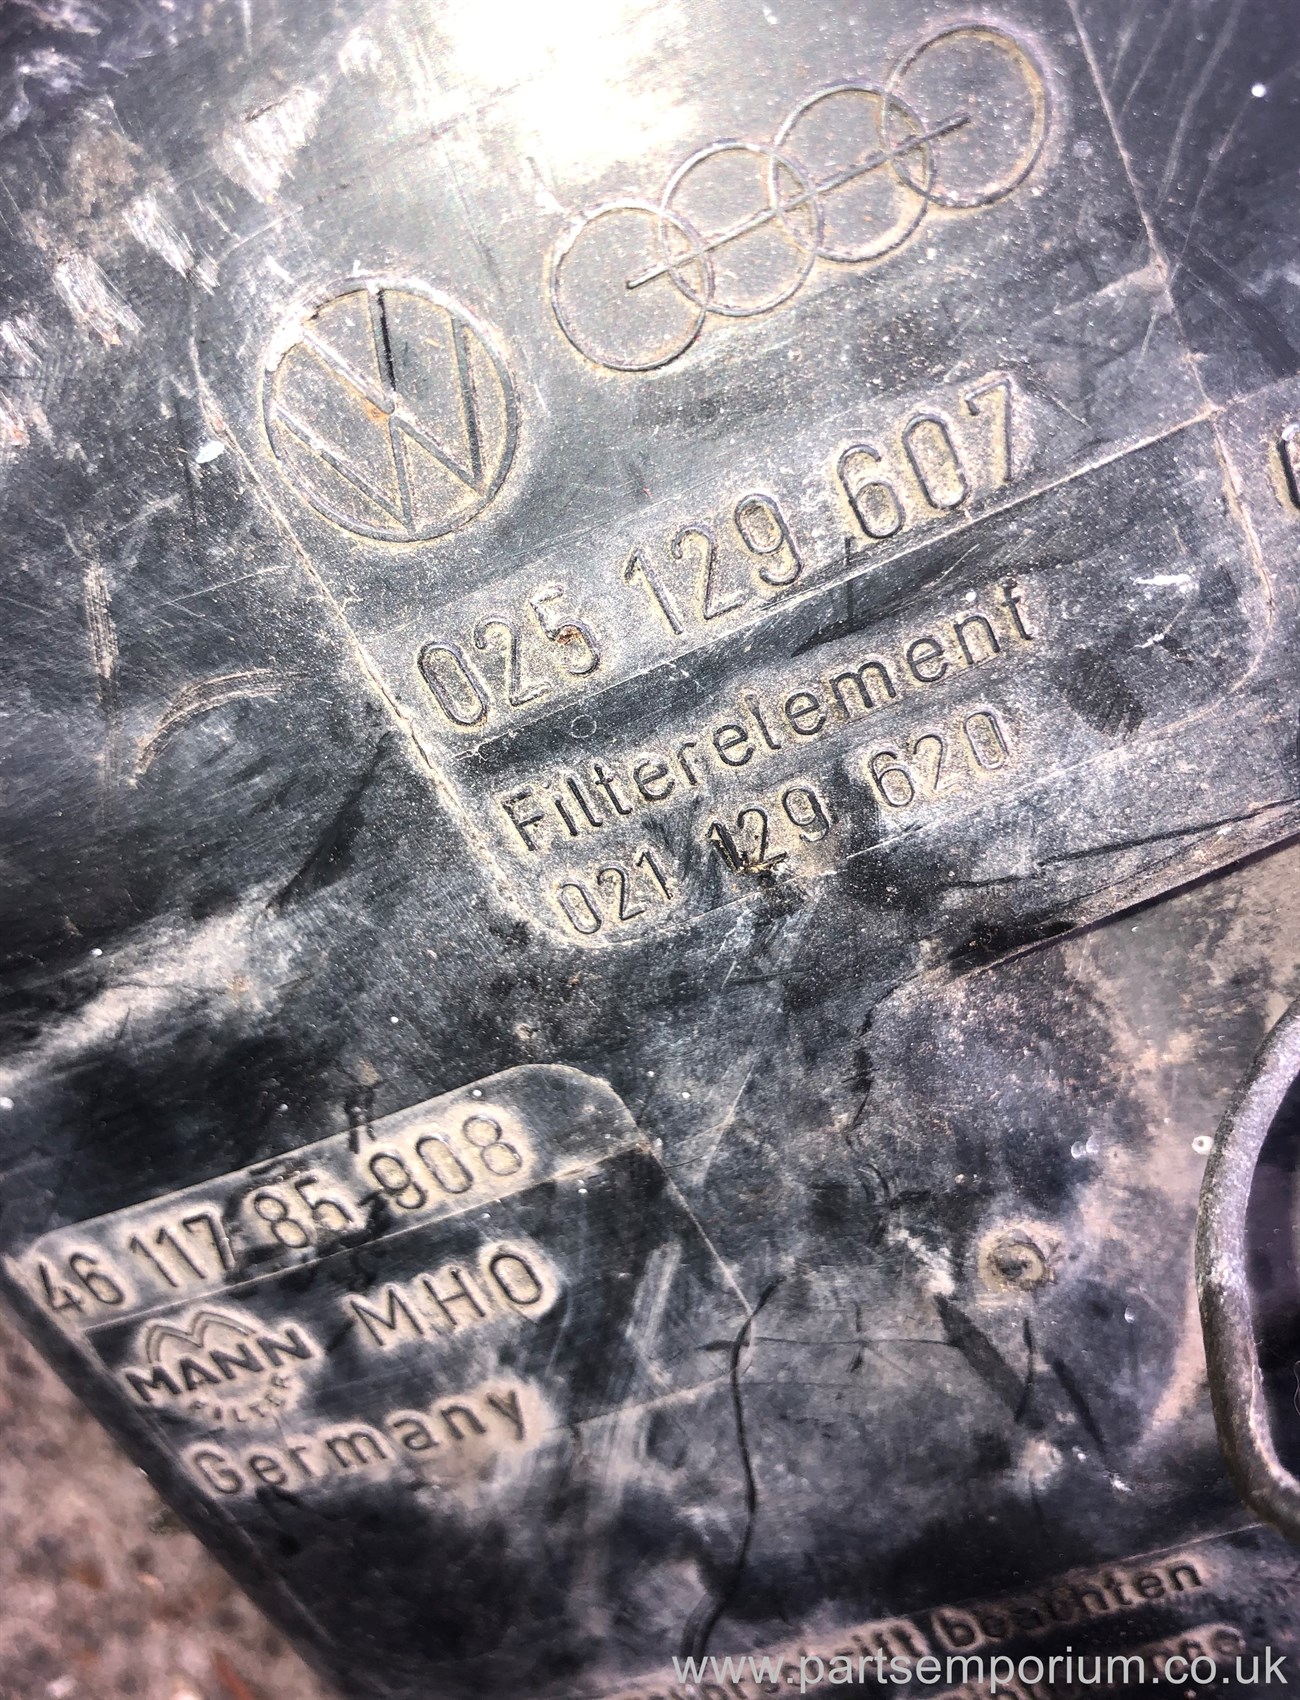 025 129 607
Filterelement
021 129 620
46 117 85-908
MANN MHO
FILTER
Germany
beachten
www.partsemporium.co.uk